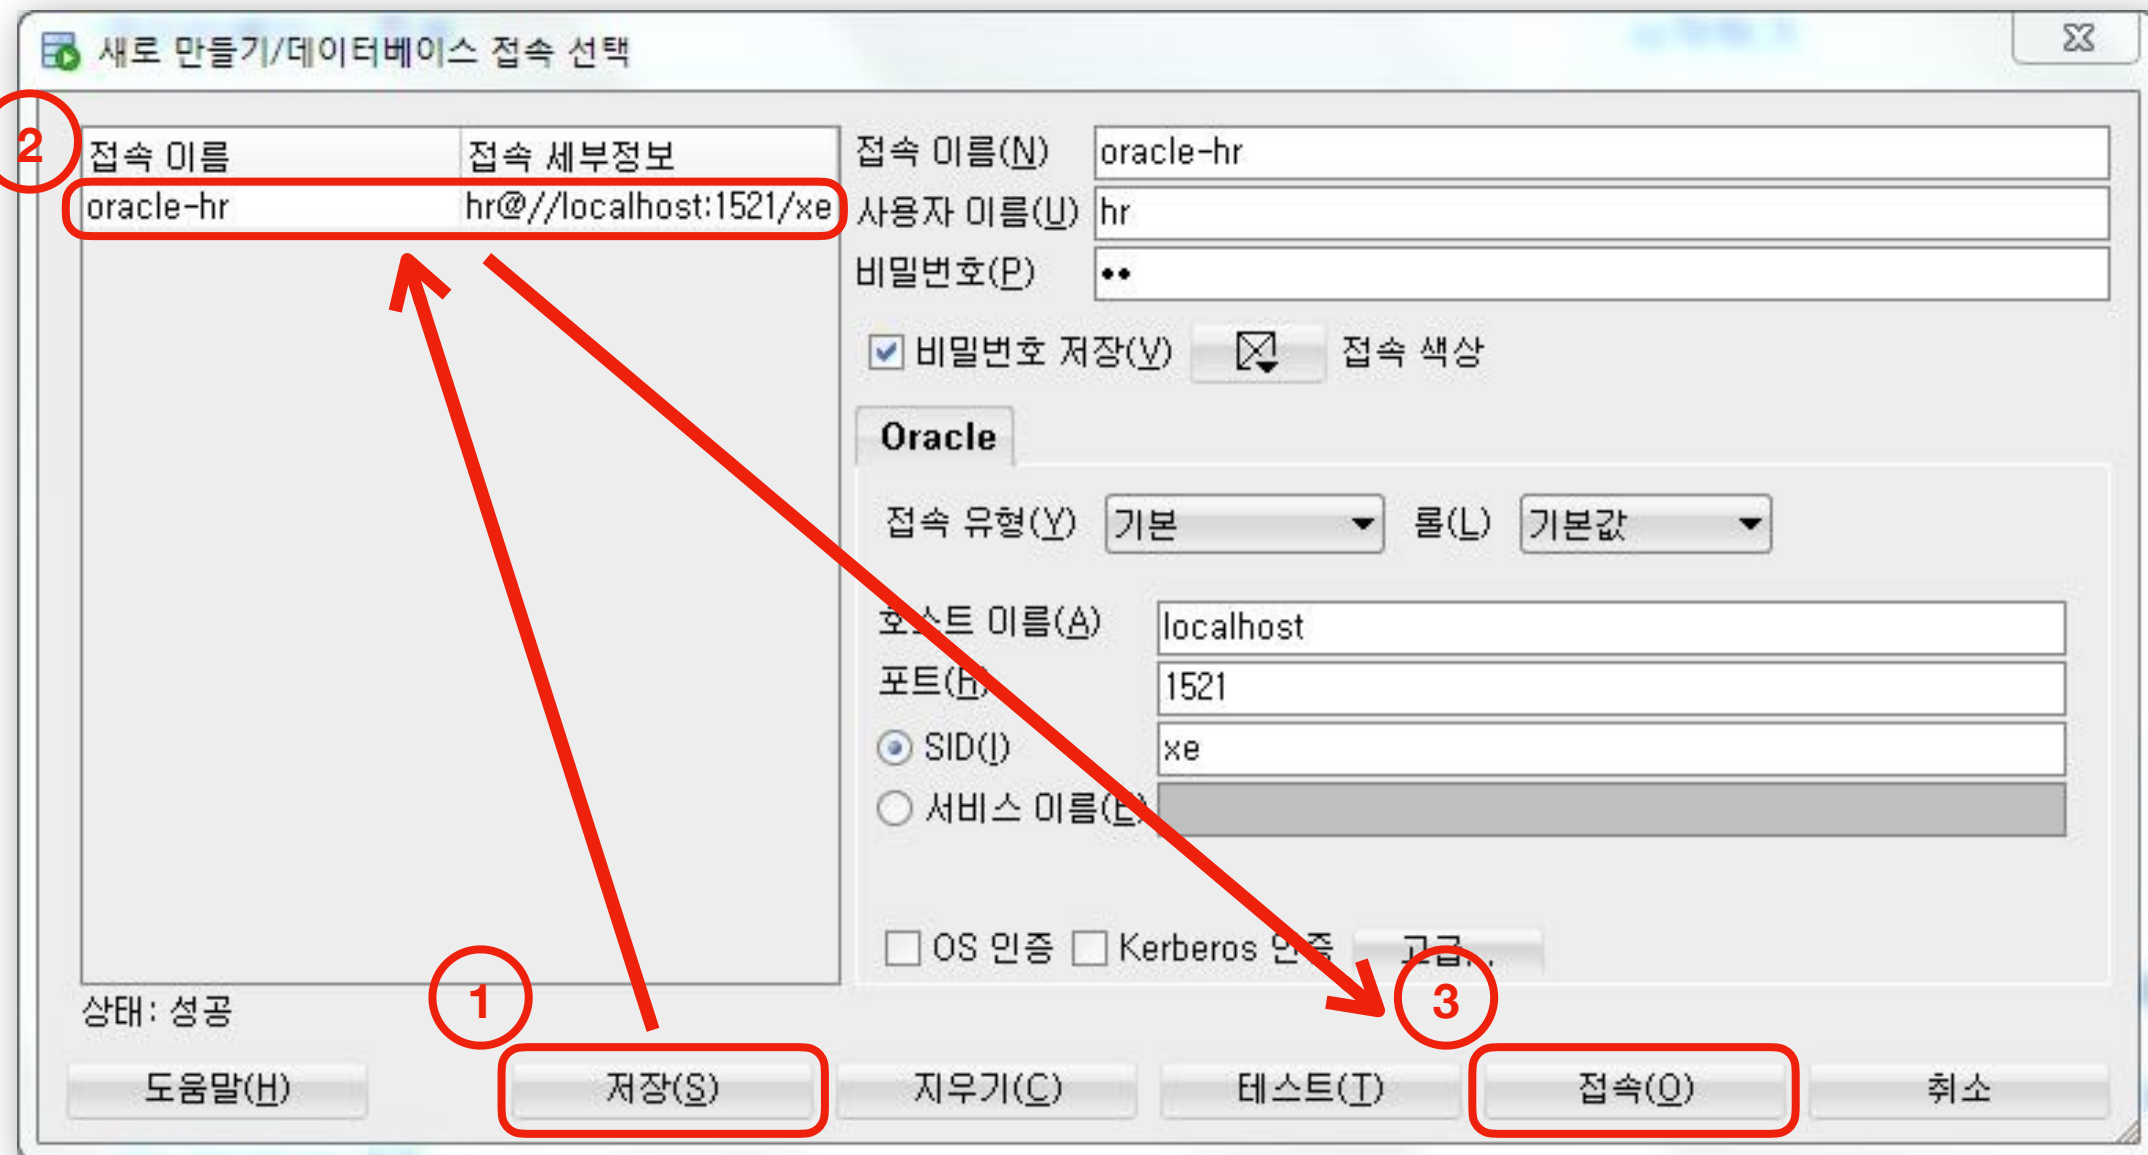 새로 만들기/데이터베이스 접속 선택
2
접속 이름 접속 세부정보
oracle-hr hr@//localhost:1521/xe
접속 이름(N) oracle-hr
사용자 이름(U) hr
비밀번호(P) ••
비밀번호 저장(V) 접속 색상
Oracle
접속 유형(Y) 기본 롤(L) 기본값
호스트 이름(A) localhost
포트(R) 1521
SID(I) xe
서비스 이름(E)
OS 인증 Kerberos 인증 고급...
상태: 성공
1
3
도움말(H) 저장(S) 지우기(C) 테스트(T) 접속(O) 취소